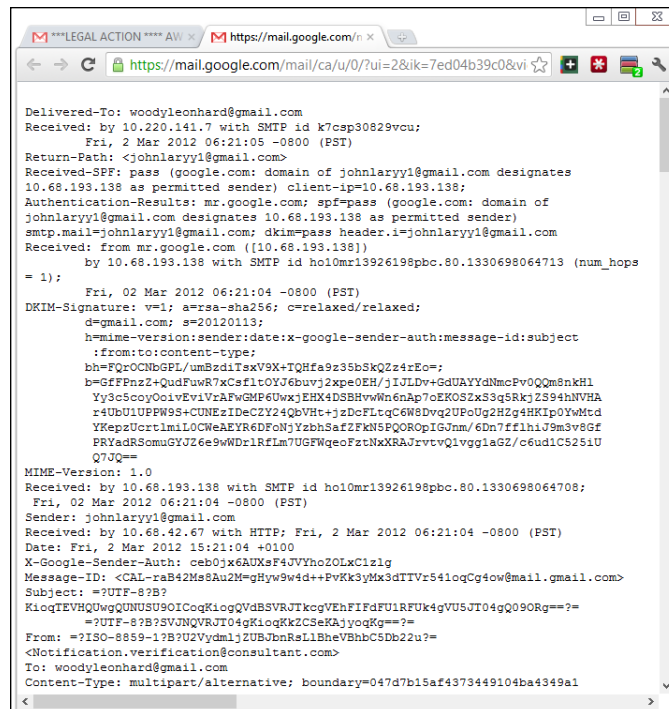 ***LEGAL ACTION **** AW
https://mail.google.com/
https://mail.google.com/mail/ca/u/0/?ui=2&ik=7ed04b39c0&vi
2
Delivered-To: woodyleonhard@gmail.com
Received: by 10.220.141.7 with SMTP id k7csp30829vcu;
Fri, 2 Mar 2012 06:21:05 -0800 (PST)
Return-Path: <johnlaryy1@gmail.com>
Received-SPF: pass (google.com: domain of johnlaryy1@gmail.com designates
10.68.193.138 as permitted sender) client-ip=10.68.193.138;
Authentication-Results: mr.google.com; spf=pass (google.com: domain of
johnlaryy1@gmail.com designates 10.68.193.138 as permitted sender)
smtp.mail=johnlaryy1@gmail.com; dkim=pass header.i=johnlaryy1@gmail.com
Received: from mr.google.com ([10.68.193.138])
by 10.68.193.138 with SMTP id ho10mr13926198pbc.80.1330698064713 (num_hops
= 1);
Fri, 02 Mar 2012 06:21:04 -0800 (PST)
DKIM-Signature: v=1; a=rsa-sha256; c=relaxed/relaxed;
d=gmail.com; s=20120113;
h=mime-version:sender:date:x-google-sender-auth:message-id:subject
:from:to:content-type;
bh=FQrOCNbGPL/umBzdiTsxV9X+TQHfa9z35bSkQZz4rEo=;
b=GfFPnzZ+QudFuwR7xCsfltOYJ6buvj2xpe0EH/jIJLDv+GdUAYYdNmcPv0QQm8nkHl
Yy3c5coyOoivEviVrAFwGMP6UwxjEHX4DSBHvwWn6nAp7oEKOSZxS3q5RkjZS94hNVHA
r4UbU1UPPW9S+CUNEzIDeCZY24QbVHt+jzDcFLtqC6W8Dvq2UPoUg2HZg4HKIp0YwMtd
YKepzUcrtlmiL0CWeAEYR6DFoNjYzbhSafZFkN5PQOROpIGJnm/6Dn7fflhiJ9m3v8Gf
PRYadRSomuGYJZ6e9wWDrlRfLm7UGFWqeoFztNxXRAJrvtvQ1vgg1aGZ/c6ud1C525iU
Q7JQ==
MIME-Version: 1.0
Received: by 10.68.193.138 with SMTP id ho10mr13926198pbc.80.1330698064708;
Fri, 02 Mar 2012 06:21:04 -0800 (PST)
Sender: johnlaryy1@gmail.com
Received: by 10.68.42.67 with HTTP; Fri, 2 Mar 2012 06:21:04 -0800 (PST)
Date: Fri, 2 Mar 2012 15:21:04 +0100
X-Google-Sender-Auth: ceb0jx6AUXsF4JVYhoZOLxC1zlg
Message-ID: <CAL-raB42Ms8Au2M=gHyw9w4d++PvKk3yMx3dTTVr541oqCg4ow@mail.gmail.com>
Subject: =?UTF-8?B?
KioqTEVHQUwgQUNUSU9OICoqKiogQVdBSVRJTkcgVEhFIFdFU1RFUk4gVU5JT04gQ09ORg==?=
=?UTF-8?B?SVJNQVRJT04gKioqKkZCSeKAjyoqKg==?=
From: =?ISO-8859-1?B?U2VydmljZUBJbnRsLlBheVBhbC5Db22u?=
<Notification.verification@consultant.com>
To: woodyleonhard@gmail.com
Content-Type: multipart/alternative; boundary=047d7b15af4373449104ba4349a1